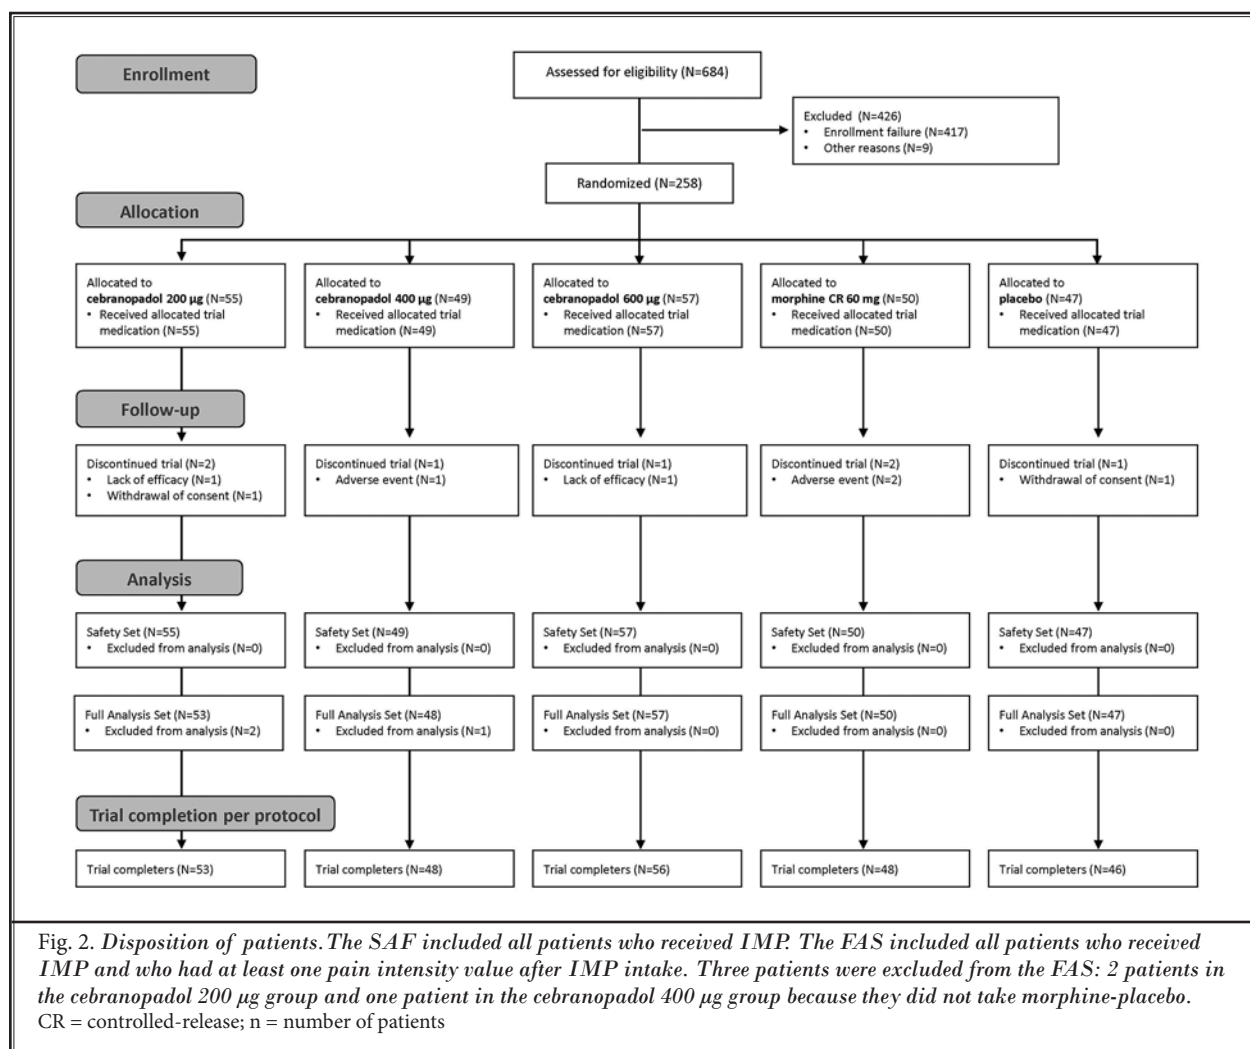 Enrollment
Assessed for eligibility (N=684)
Excluded (N=426)
• Enrollment failure (N=417)
• Other reasons (N=9)
Randomized (N=258)
Allocation
Allocated to
cebranopadol 200 µg (N=55)
• Received allocated trial
medication (N=55)
Allocated to
cebranopadol 400 µg (N=49)
• Received allocated trial
medication (N=49)
Allocated to
cebranopadol 600 µg (N=57)
• Received allocated trial
medication (N=57)
Allocated to
morphine CR 60 mg (N=50)
• Received allocated trial
medication (N=50)
Allocated to
placebo (N=47)
• Received allocated trial
medication (N=47)
Follow-up
Discontinued trial (N=2)
• Lack of efficacy (N=1)
• Withdrawal of consent (N=1)
Discontinued trial (N=1)
• Adverse event (N=1)
Discontinued trial (N=1)
• Lack of efficacy (N=1)
Discontinued trial (N=2)
• Adverse event (N=2)
Discontinued trial (N=1)
• Withdrawal of consent (N=1)
Analysis
Safety Set (N=55)
• Excluded from analysis (N=0)
Safety Set (N=49)
• Excluded from analysis (N=0)
Safety Set (N=57)
• Excluded from analysis (N=0)
Safety Set (N=50)
• Excluded from analysis (N=0)
Safety Set (N=47)
• Excluded from analysis (N=0)
Full Analysis Set (N=53)
• Excluded from analysis (N=2)
Full Analysis Set (N=48)
• Excluded from analysis (N=1)
Full Analysis Set (N=57)
• Excluded from analysis (N=0)
Full Analysis Set (N=50)
• Excluded from analysis (N=0)
Full Analysis Set (N=47)
• Excluded from analysis (N=0)
Trial completion per protocol
Trial completers (N=53)
Trial completers (N=48)
Trial completers (N=56)
Trial completers (N=48)
Trial completers (N=46)
Fig. 2. Disposition of patients. The SAF included all patients who received IMP. The FAS included all patients who received
IMP and who had at least one pain intensity value after IMP intake. Three patients were excluded from the FAS: 2 patients in
the cebranopadol 200 µg group and one patient in the cebranopadol 400 µg group because they did not take morphine-placebo.
CR = controlled-release; n = number of patients